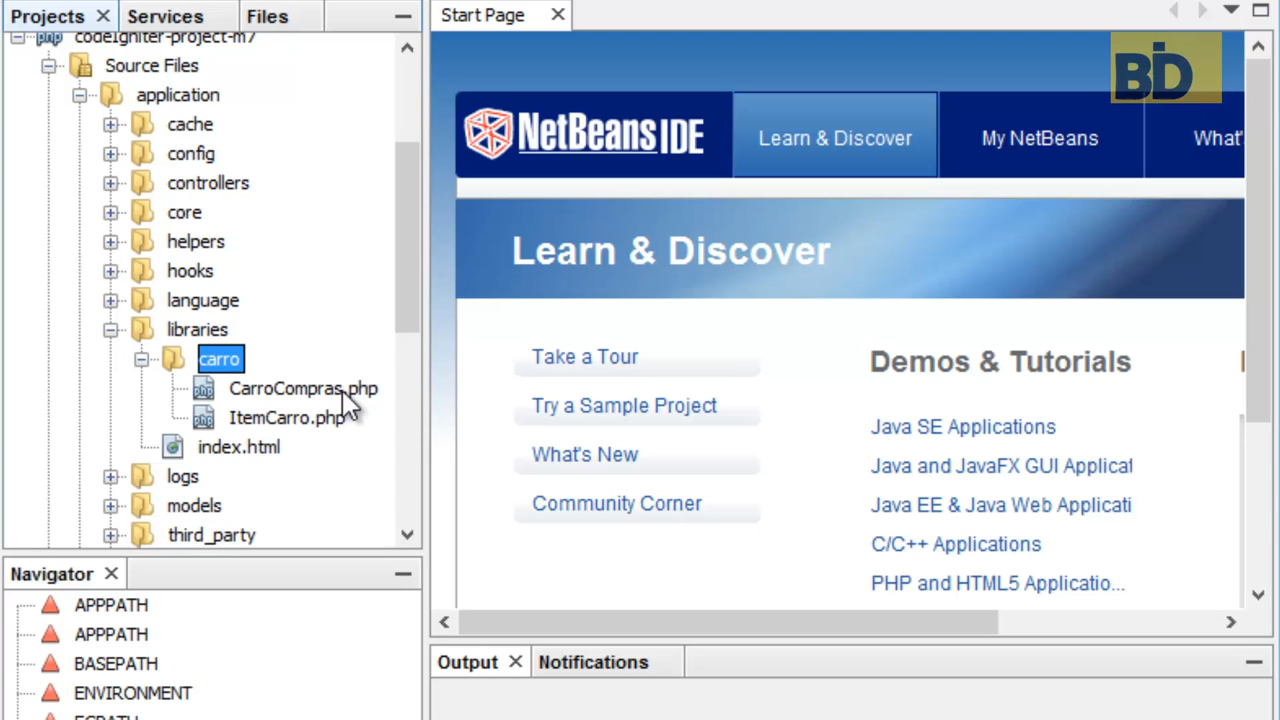 Projects
Services
Files
codeIgniter-project-m7
Source Files
application
cache
config
controllers
core
helpers
hooks
language
libraries
carro
CarroCompras.php
ItemCarro.php
index.html
logs
models
third_party
Navigator
APPPATH
APPPATH
BASEPATH
ENVIRONMENT
Start Page
BiD
NetBeans IDE
Learn & Discover
My NetBeans
What'
Learn & Discover
Take a Tour
Try a Sample Project
What's New
Community Corner
Demos & Tutorials
Java SE Applications
Java and JavaFX GUI Applicat
Java EE & Java Web Applicati
C/C++ Applications
PHP and HTML5 Applicatio...
Output
Notifications